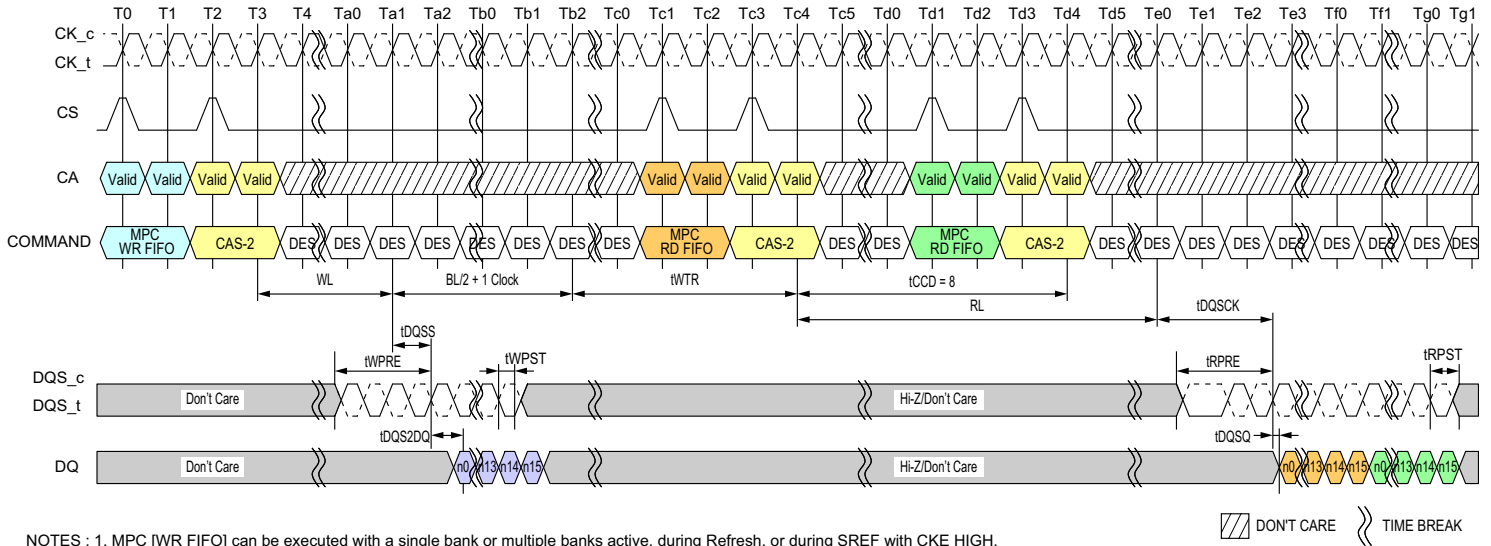 T0 T1 T2 T3 T4 Ta0 Ta1 Ta2 Tb0 Tb1 Tb2 Tc0 Tc1 Tc2 Tc3 Tc4 Tc5 Td0 Td1 Td2 Td3 Td4 Td5 Te0 Te1 Te2 Te3 Tf0 Tf1 Tg0 Tg1
CK_c
CK_t
CS
CA Valid Valid Valid Valid Valid Valid Valid Valid Valid Valid Valid Valid
COMMAND MPC WR FIFO CAS-2 DES DES DES DES DES DES DES DES MPC RD FIFO CAS-2 DES DES MPC RD FIFO CAS-2 DES DES DES DES DES DES DES DES DES
WL BL/2 + 1 Clock tWTR tCCD = 8
RL tDQSCK
tDQSS
tWPRE tWPST tRPRE tRPST
DQS_c
DQS_t Don't Care Hi-Z/Don't Care
tDQS2DQ tDQSQ
DQ Don't Care n0 n13 n14 n15 Hi-Z/Don't Care n0 n13 n14 n15 n0 n13 n14 n15
DON'T CARE TIME BREAK
NOTES : 1. MPC [WR FIFO] can be executed with a single bank or multiple banks active, during Refresh, or during SREF with CKE HIGH.